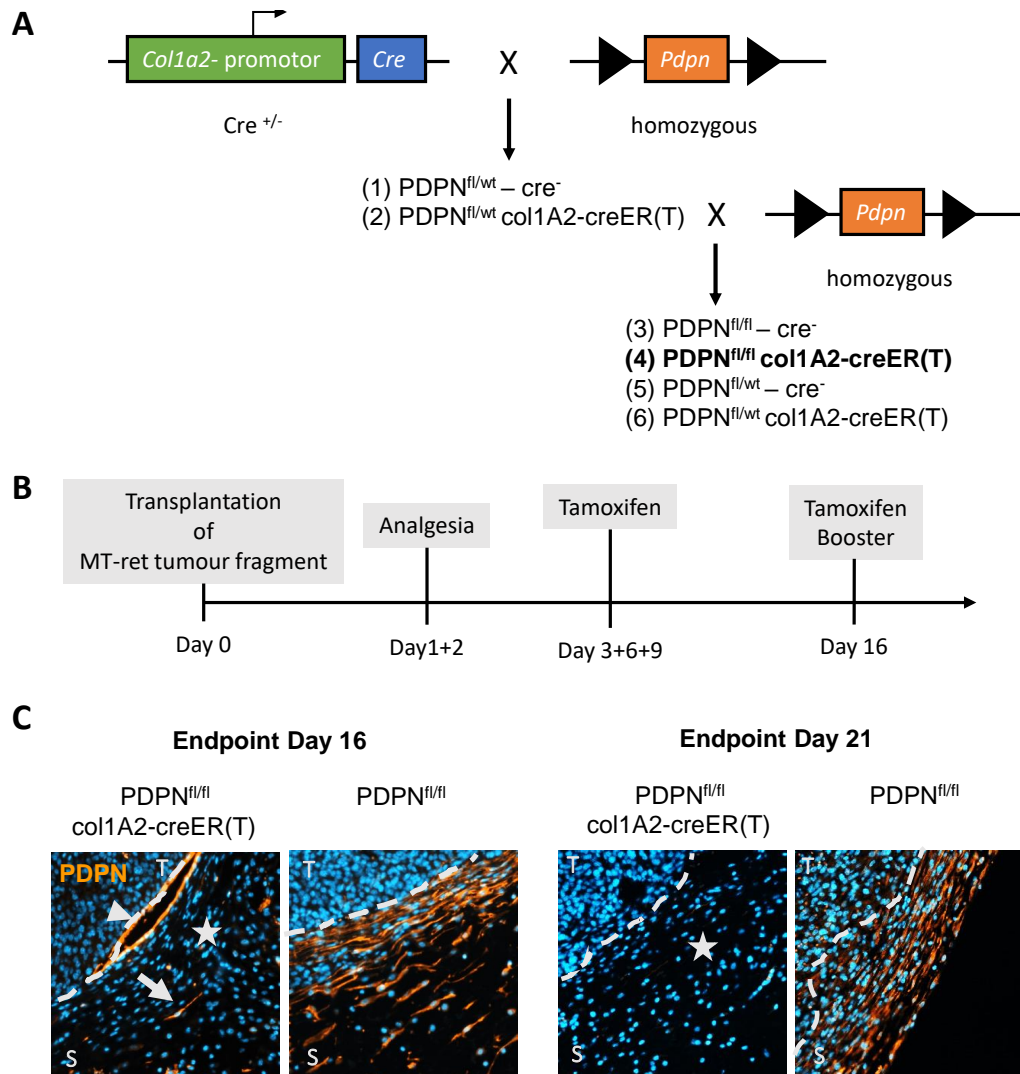 A
Col1a2- promotor
Cre
X
Pdpn
Cre +/-
homozygous
(1) PDPNfl/wt – cre-
(2) PDPNfl/wt col1A2-creER(T)
X
Pdpn
homozygous
(3) PDPNfl/fl – cre-
(4) PDPNfl/fl col1A2-creER(T)
(5) PDPNfl/wt – cre-
(6) PDPNfl/wt col1A2-creER(T)
B
Transplantation
of
MT-ret tumour fragment
Analgesia
Tamoxifen
Tamoxifen
Booster
Day 0
Day1+2
Day 3+6+9
Day 16
C
Endpoint Day 16
Endpoint Day 21
PDPNfl/fl
col1A2-creER(T)
PDPNfl/fl
PDPNfl/fl
col1A2-creER(T)
PDPNfl/fl
PDPN
T
S
T
S
T
S
T
S